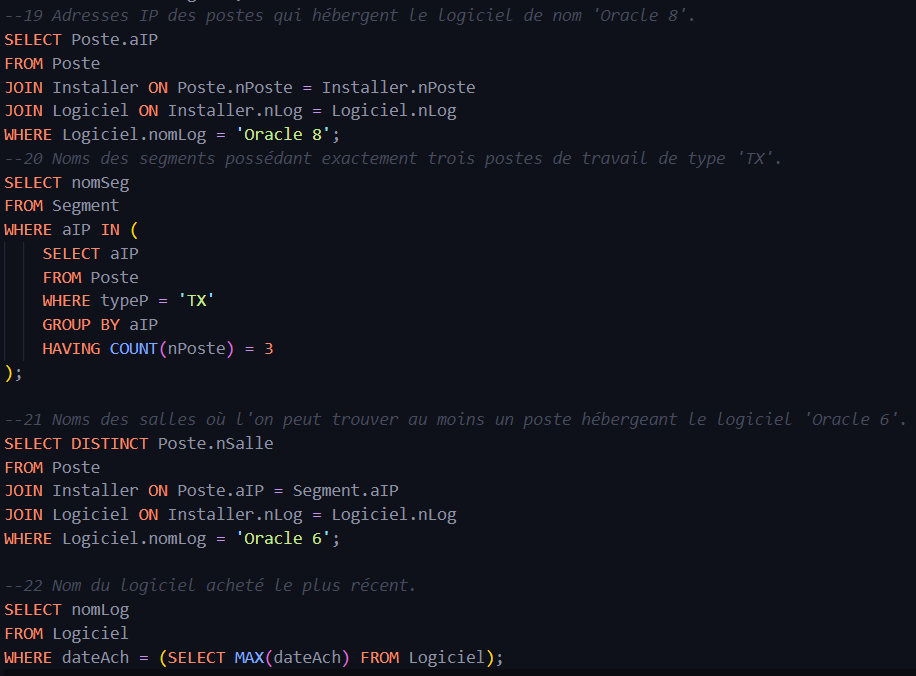 --19 Adresses IP des postes qui hébergent le logiciel de nom 'Oracle 8'.
SELECT Poste.aIP
FROM Poste
JOIN Installer ON Poste.nPoste = Installer.nPoste
JOIN Logiciel ON Installer.nLog = Logiciel.nLog
WHERE Logiciel.nomLog = 'Oracle 8';
--20 Noms des segments possédant exactement trois postes de travail de type 'TX'.
SELECT nomSeg
FROM Segment
WHERE aIP IN (
    SELECT aIP
    FROM Poste
    WHERE typeP = 'TX'
    GROUP BY aIP
    HAVING COUNT(nPoste) = 3
);
--21 Noms des salles où l'on peut trouver au moins un poste hébergeant le logiciel 'Oracle 6'.
SELECT DISTINCT Poste.nSalle
FROM Poste
JOIN Installer ON Poste.aIP = Segment.aIP
JOIN Logiciel ON Installer.nLog = Logiciel.nLog
WHERE Logiciel.nomLog = 'Oracle 6';
--22 Nom du logiciel acheté le plus récent.
SELECT nomLog
FROM Logiciel
WHERE dateAch = (SELECT MAX(dateAch) FROM Logiciel);